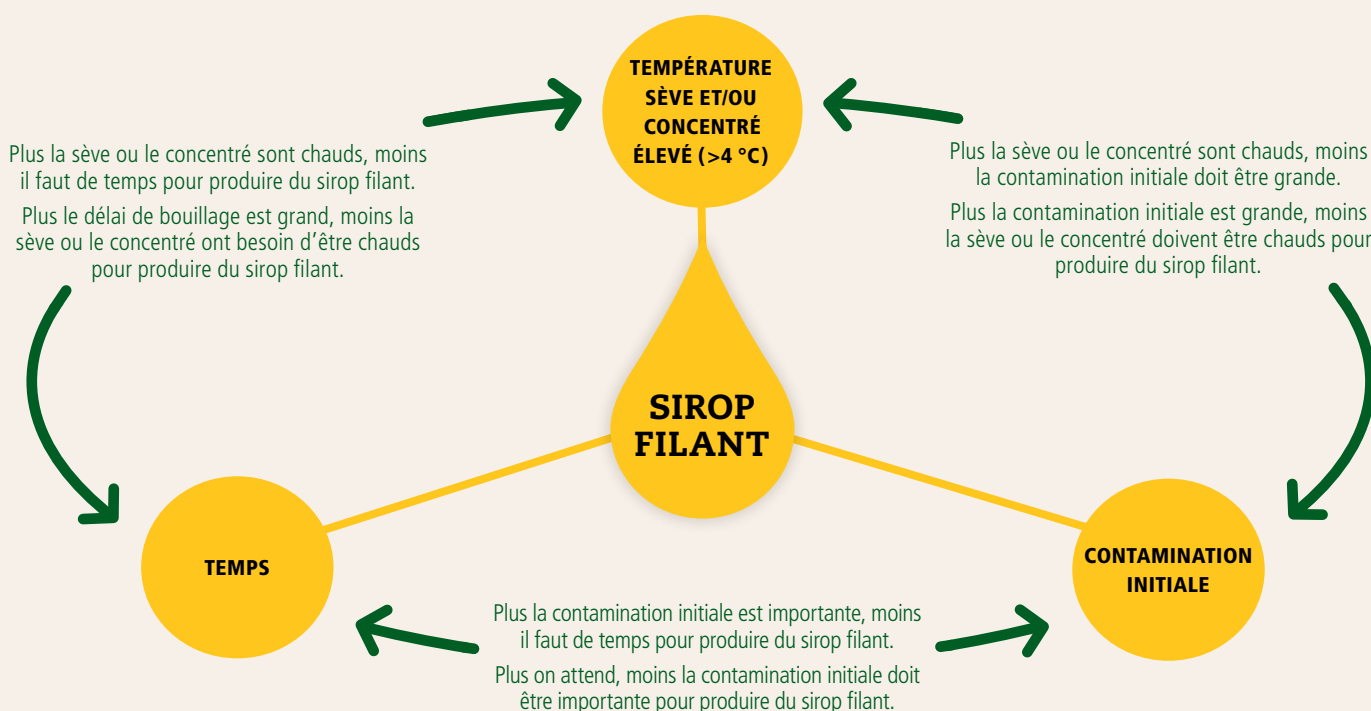 TEMPÉRATURE
SÈVE ET/OU
CONCENTRÉ
ÉLEVÉ (>4 °C)
Plus la sève ou le concentré sont chauds, moins
il faut de temps pour produire du sirop filant.
Plus le délai de bouillage est grand, moins la
sève ou le concentré ont besoin d’être chauds
pour produire du sirop filant.
Plus la sève ou le concentré sont chauds, moins
la contamination initiale doit être grande.
Plus la contamination initiale est grande, moins
la sève ou le concentré doivent être chauds pour
produire du sirop filant.
SIROP
FILANT
TEMPS
CONTAMINATION
INITIALE
Plus la contamination initiale est importante, moins
il faut de temps pour produire du sirop filant.
Plus on attend, moins la contamination initiale doit
être importante pour produire du sirop filant.